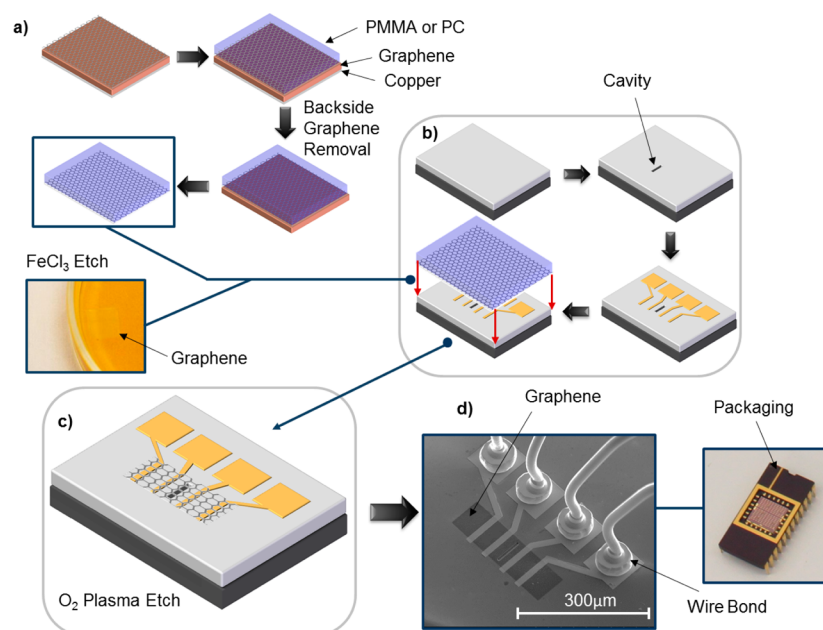 a)
PMMA or PC
Graphene
Copper
Backside
Graphene
Removal
b)
Cavity
FeCl₃ Etch
Graphene
c)
O₂ Plasma Etch
d)
Graphene
Packaging
300μm
Wire Bond